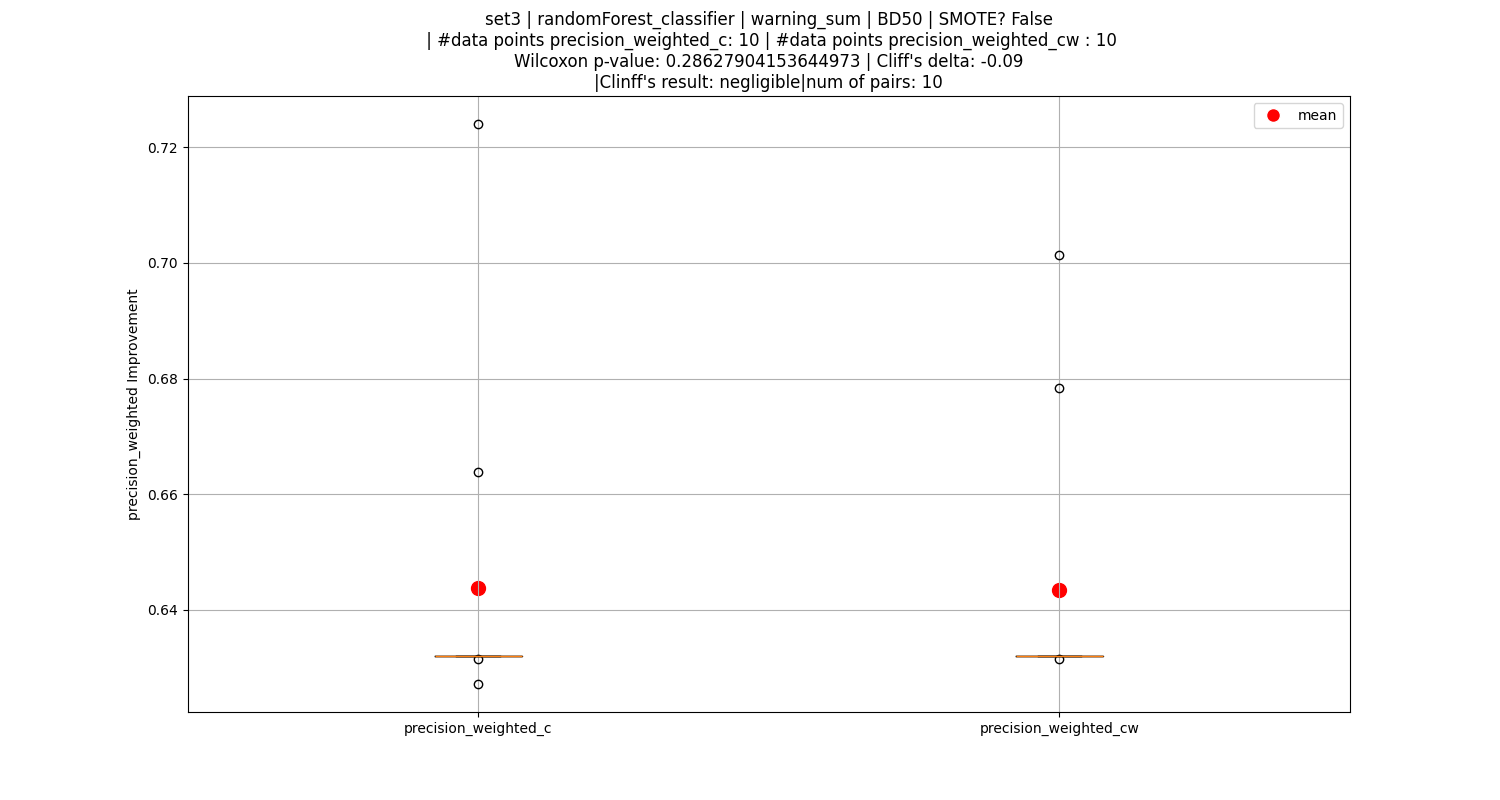 set3 | randomForest_classifier | warning_sum | BD50 | SMOTE? False
| #data points precision_weighted_c: 10 | #data points precision_weighted_cw : 10
Wilcoxon p-value: 0.28627904153644973 | Cliff's delta: -0.09
|Clinff's result: negligible|num of pairs: 10
mean
0.72
0.70
0.68
0.66
0.64
precision_weighted Improvement
precision_weighted_c
precision_weighted_cw